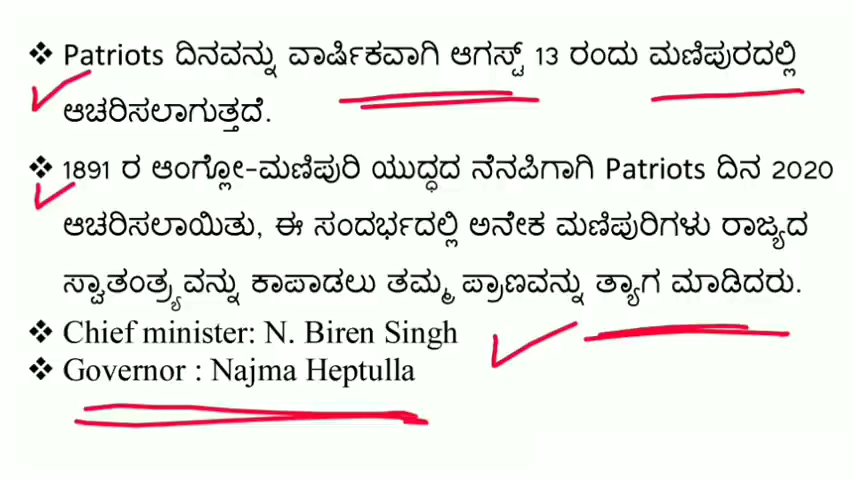 ❖ Patriots ದಿನವನ್ನು ವಾರ್ಷಿಕವಾಗಿ ಆಗಸ್ಟ್ 13 ರಂದು ಮಣಿಪುರದಲ್ಲಿ
ಆಚರಿಸಲಾಗುತ್ತದೆ.
❖ 1891 ರ ಆಂಗ್ಲೋ-ಮಣಿಪುರಿ ಯುದ್ಧದ ನೆನಪಿಗಾಗಿ Patriots ದಿನ 2020
ಆಚರಿಸಲಾಯಿತು, ಈ ಸಂದರ್ಭದಲ್ಲಿ ಅನೇಕ ಮಣಿಪುರಿಗಳು ರಾಜ್ಯದ
ಸ್ವಾತಂತ್ರ್ಯವನ್ನು ಕಾಪಾಡಲು ತಮ್ಮ ಪ್ರಾಣವನ್ನು ತ್ಯಾಗ ಮಾಡಿದರು.
❖ Chief minister: N. Biren Singh
❖ Governor : Najma Heptulla